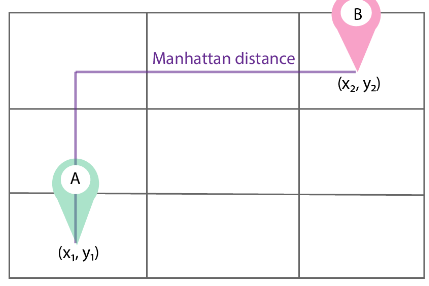 B
Manhattan distance
(x₂, y₂)
A
(x₁, y₁)